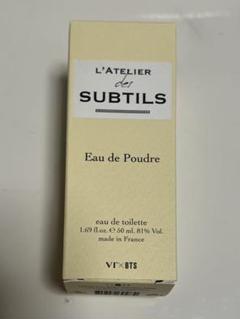 L'ATELIER
des
SUBTILS
Eau de Poudre
eau de toilette
1.69 fl.oz. ℮ 50 ml. 81% Vol.
made in France
VT×BTS